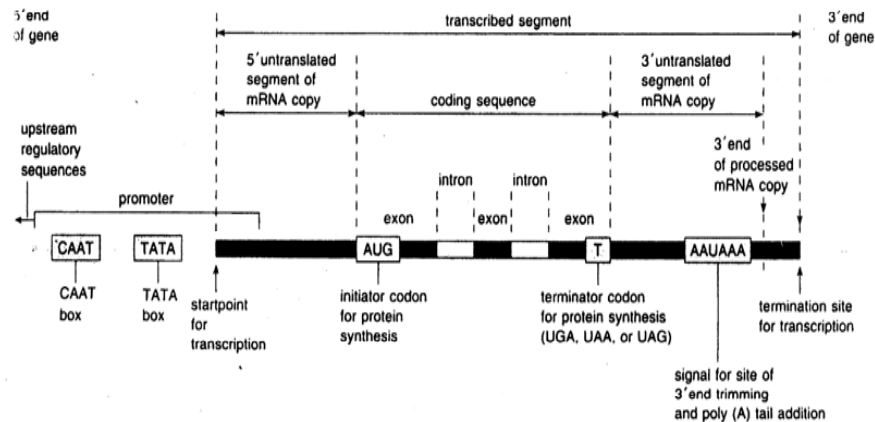 5′end
of gene
transcribed segment
3′end
of gene
5′untranslated
segment of
mRNA copy
coding sequence
3′untranslated
segment of
mRNA copy
upstream
regulatory
sequences
promoter
3′end
of processed
mRNA copy
intron
intron
exon
exon
exon
CAAT
TATA
AUG
T
AAUAAA
CAAT
box
TATA
box
startpoint
for
transcription
initiator codon
for protein
synthesis
terminator codon
for protein synthesis
(UGA, UAA, or UAG)
termination site
for transcription
signal for site of
3′end trimming
and poly (A) tail addition